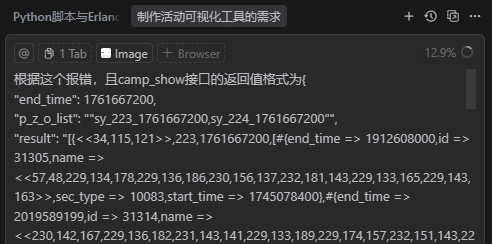 Python脚本与Erlanc
制作活动可视化工具的需求
@ 1 Tab Image + Browser 12.9%
根据这个报错，且camp_show接口的返回值格式为{
"end_time": 1761667200,
"p_z_o_list": ""sy_223_1761667200,sy_224_1761667200"",
"result": "[{<<34,115,121>>,223,1761667200,[#{end_time => 1912608000,id =>
31305,name =>
<<57,48,229,134,178,229,136,186,230,156,137,232,181,143,229,133,165,229,143,
163>>,sec_type => 10083,start_time => 1745078400},#{end_time =>
2019589199,id => 31314,name =>
<<230,142,167,229,136,182,231,143,141,229,133,189,229,174,157,232,151,143,22